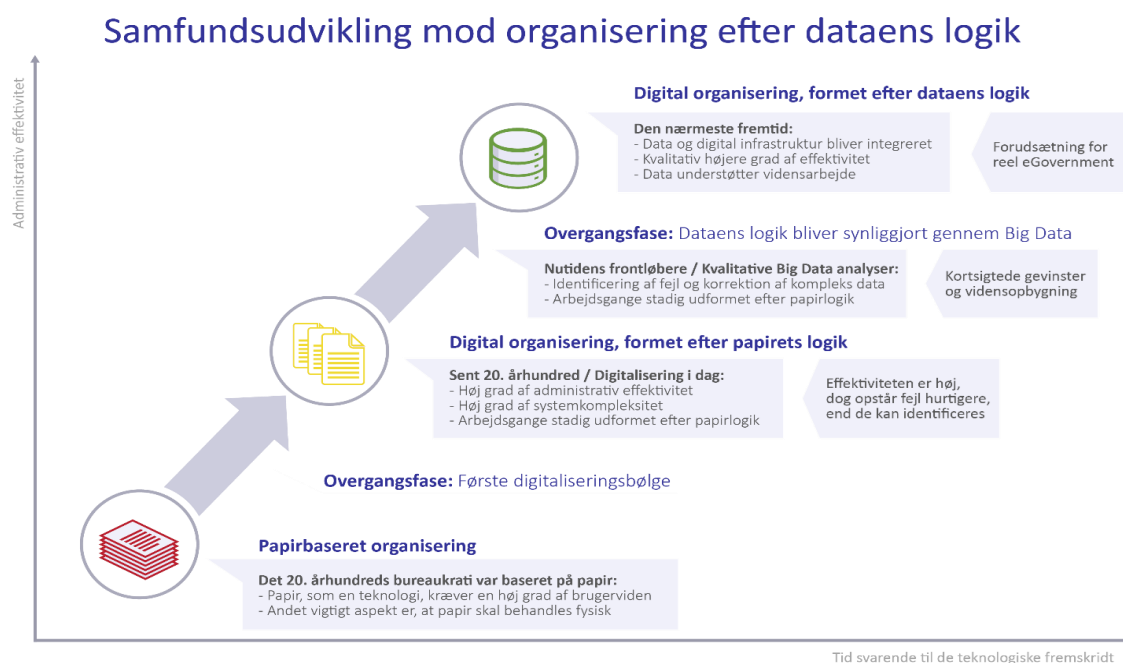 Samfundsudvikling mod organisering efter dataens logik
Administrativ effektivitet
Digital organisering, formet efter dataens logik
Den nærmeste fremtid:
- Data og digital infrastruktur bliver integreret
- Kvalitativ højere grad af effektivitet
- Data understøtter vidensarbejde
Forudsætning for
reel eGovernment
Overgangsfase: Dataens logik bliver synliggjort gennem Big Data
Nutidens frontløbere / Kvalitative Big Data analyser:
- Identificering af fejl og korrektion af kompleks data
- Arbejdsgange stadig udformet efter papirlogik
Kortsigtede gevinster
og vidensopbygning
Digital organisering, formet efter papirets logik
Sent 20. århundred / Digitalisering i dag:
- Høj grad af administrativ effektivitet
- Høj grad af systemkompleksitet
- Arbejdsgange stadig udformet efter papirlogik
Effektiviteten er høj,
dog opstår fejl hurtigere,
end de kan identificeres
Overgangsfase: Første digitaliseringsbølge
Papirbaseret organisering
Det 20. århundreds bureaukrati var baseret på papir:
- Papir, som en teknologi, kræver en høj grad af brugerviden
- Andet vigtigt aspekt er, at papir skal behandles fysisk
Tid svarende til de teknologiske fremskridt